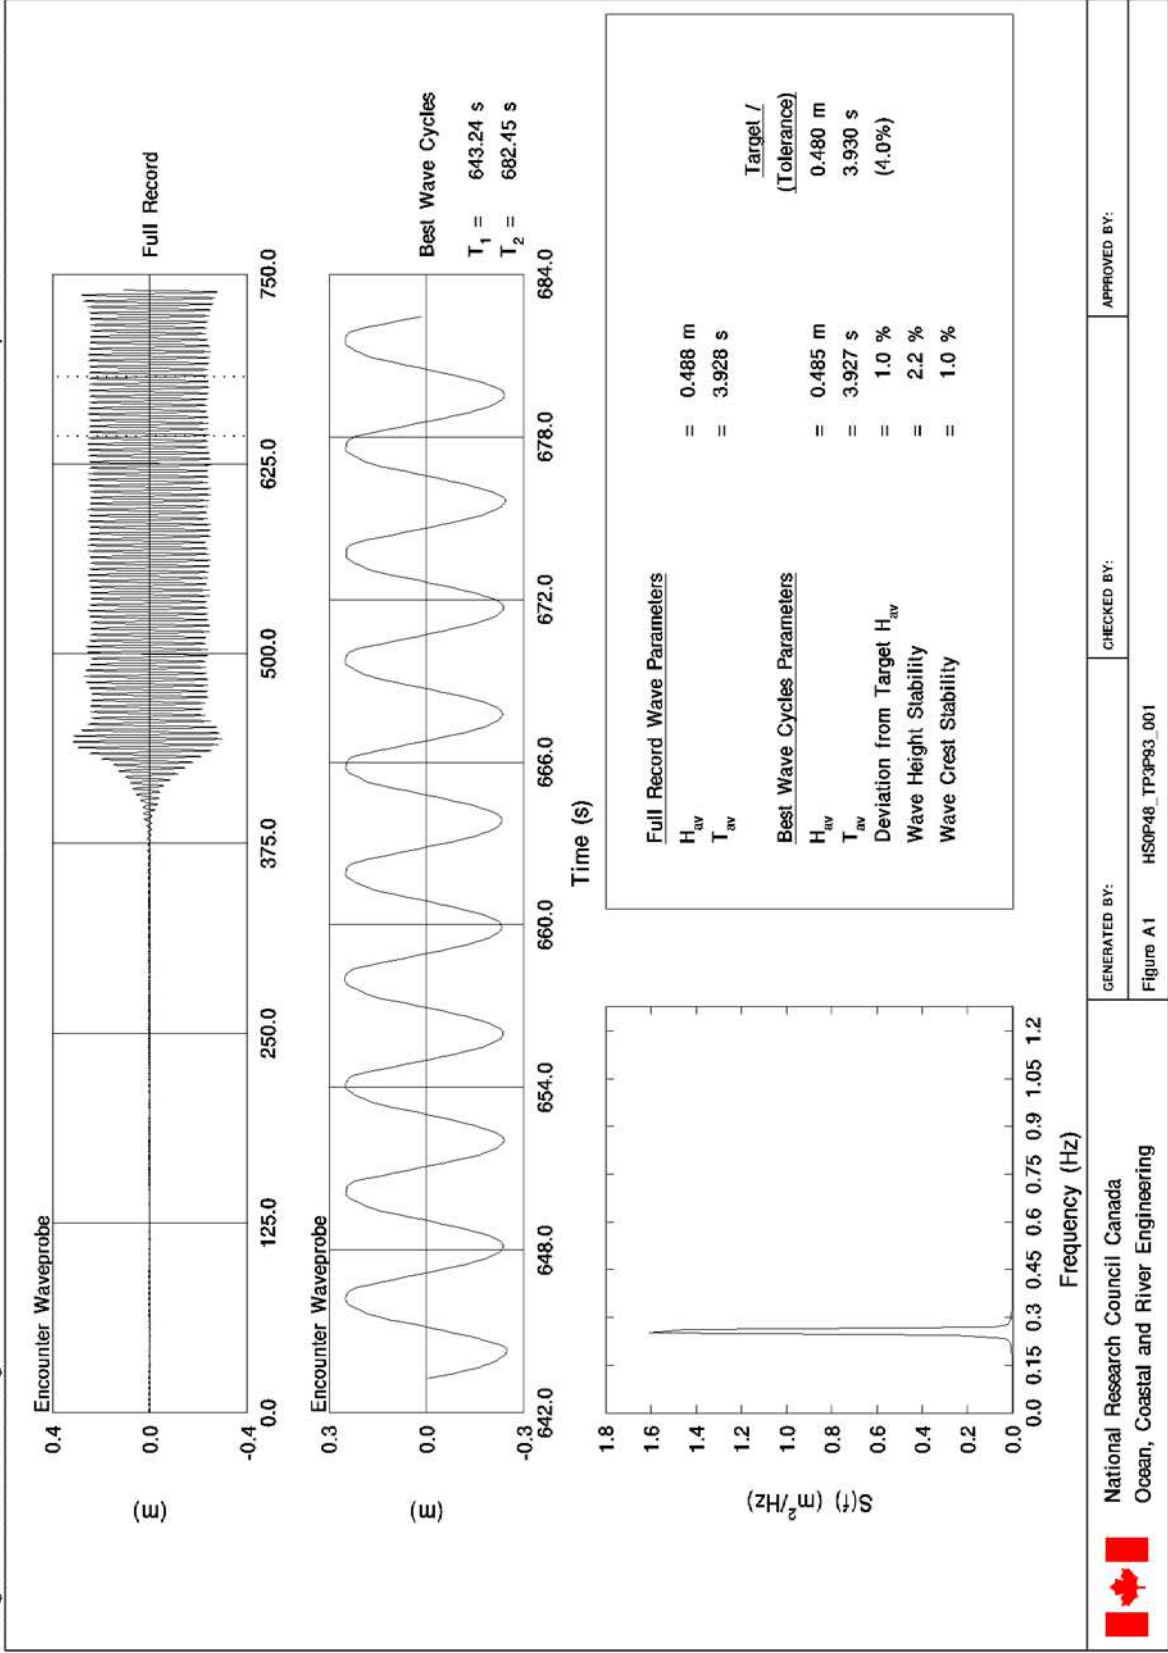 Encounter Waveprobe
0.4
0.0
-0.4
(m)
0.0 125.0 250.0 375.0 500.0 625.0 750.0
Full Record
Encounter Waveprobe
0.3
0.0
-0.3
(m)
642.0 648.0 654.0 660.0 666.0 672.0 678.0 684.0
Time (s)
Best Wave Cycles
T1 = 643.24 s
T2 = 682.45 s
1.8
1.6
1.4
1.2
1.0
0.8
0.6
0.4
0.2
0.0
S(f) (m²/Hz)
0.0 0.15 0.3 0.45 0.6 0.75 0.9 1.05 1.2
Frequency (Hz)
Full Record Wave Parameters
Hav = 0.488 m
Tav = 3.928 s
Target /
Best Wave Cycles Parameters (Tolerance)
Hav = 0.485 m 0.480 m
Tav = 3.927 s 3.930 s
Deviation from Target Hav = 1.0 % (4.0%)
Wave Height Stability = 2.2 %
Wave Crest Stability = 1.0 %
National Research Council Canada
Ocean, Coastal and River Engineering
GENERATED BY: CHECKED BY: APPROVED BY:
Figure A1 HS0P48_TP3P93_001